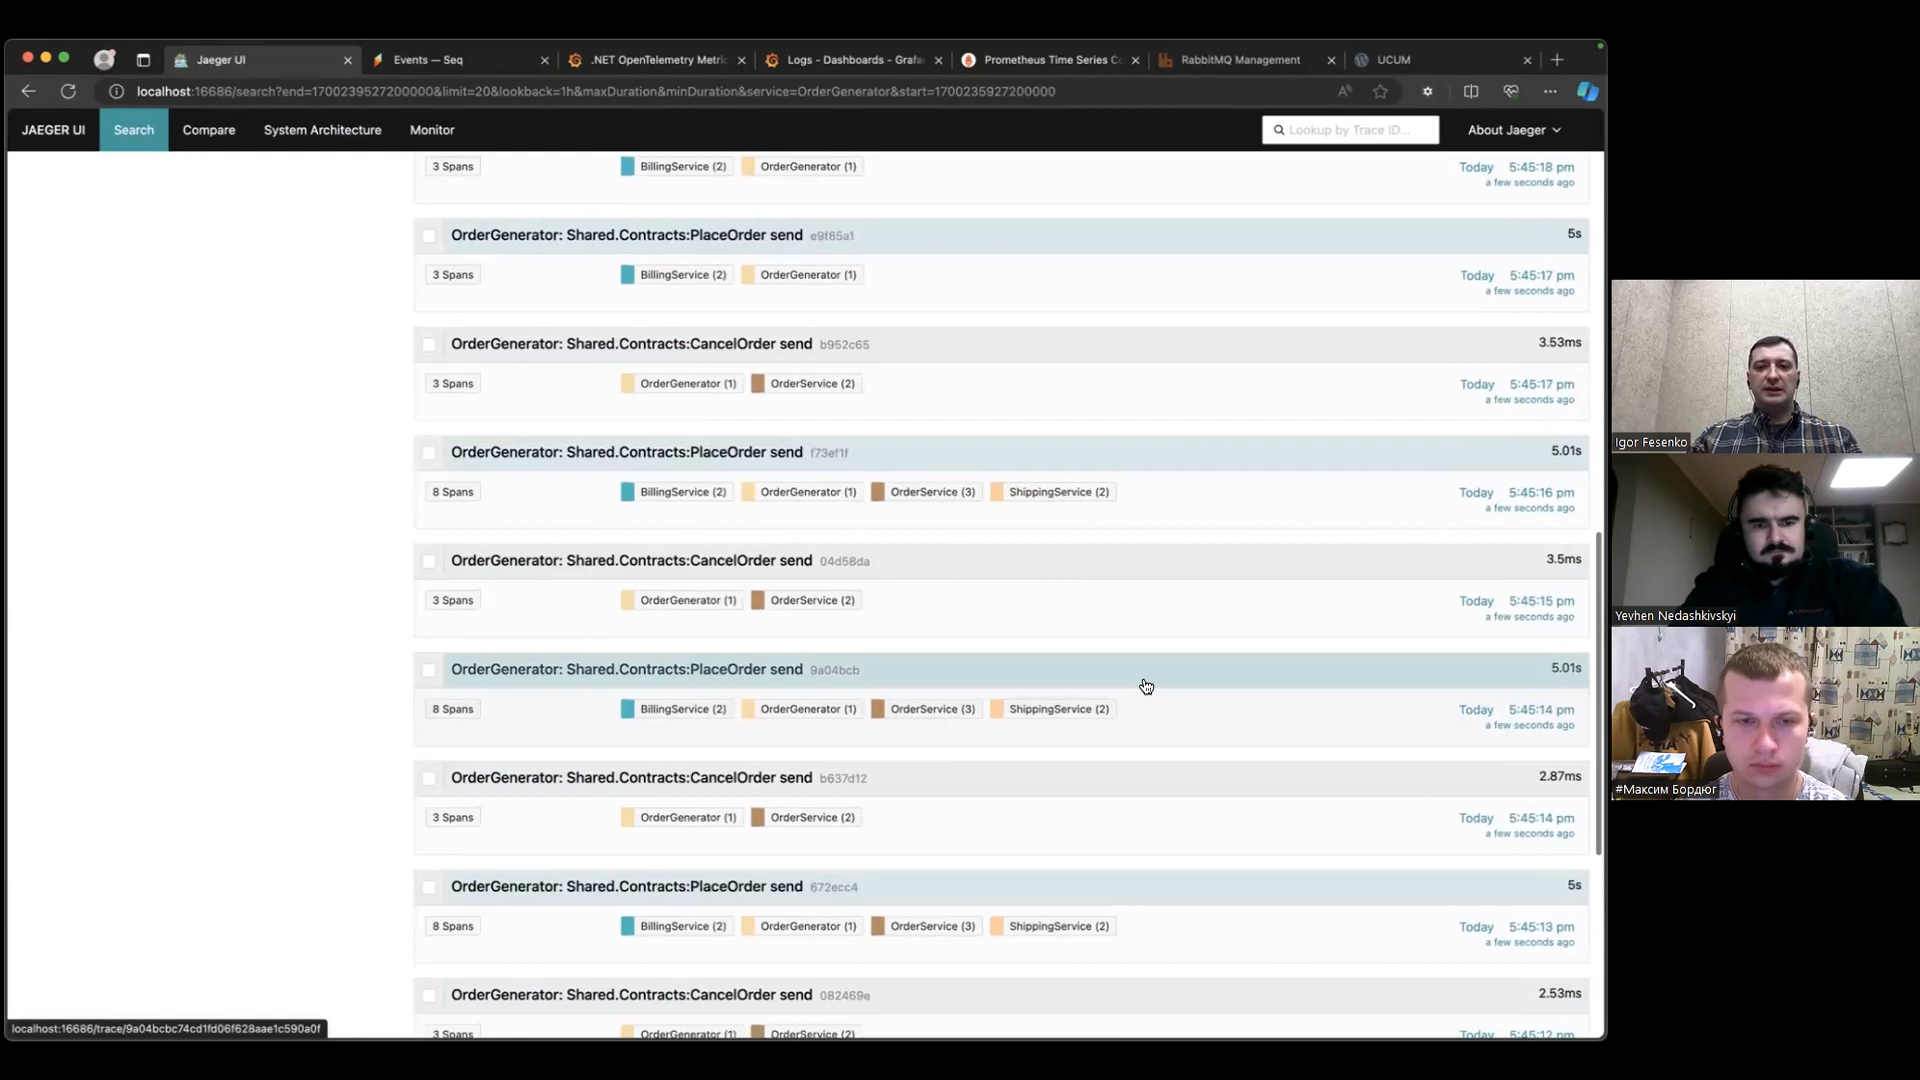 Jaeger UI
Events — Seq
.NET OpenTelemetry Metri
Logs - Dashboards - Grafa
Prometheus Time Series Co
RabbitMQ Management
UCUM
localhost:16686/search?end=1700239527200000&limit=20&lookback=1h&maxDuration&minDuration&service=OrderGenerator&start=1700235927200000
JAEGER UI
Search
Compare
System Architecture
Monitor
Lookup by Trace ID...
About Jaeger
3 Spans
BillingService (2)
OrderGenerator (1)
Today 5:45:18 pm
a few seconds ago
OrderGenerator: Shared.Contracts:PlaceOrder send e9f85a1
5s
3 Spans
BillingService (2)
OrderGenerator (1)
Today 5:45:17 pm
a few seconds ago
OrderGenerator: Shared.Contracts:CancelOrder send b952c65
3.53ms
3 Spans
OrderGenerator (1)
OrderService (2)
Today 5:45:17 pm
a few seconds ago
OrderGenerator: Shared.Contracts:PlaceOrder send f73ef1f
5.01s
8 Spans
BillingService (2)
OrderGenerator (1)
OrderService (3)
ShippingService (2)
Today 5:45:16 pm
a few seconds ago
OrderGenerator: Shared.Contracts:CancelOrder send 04d58da
3.5ms
3 Spans
OrderGenerator (1)
OrderService (2)
Today 5:45:15 pm
a few seconds ago
OrderGenerator: Shared.Contracts:PlaceOrder send 9a04bcb
5.01s
8 Spans
BillingService (2)
OrderGenerator (1)
OrderService (3)
ShippingService (2)
Today 5:45:14 pm
a few seconds ago
OrderGenerator: Shared.Contracts:CancelOrder send b637d12
2.87ms
3 Spans
OrderGenerator (1)
OrderService (2)
Today 5:45:14 pm
a few seconds ago
OrderGenerator: Shared.Contracts:PlaceOrder send 672ecc4
5s
8 Spans
BillingService (2)
OrderGenerator (1)
OrderService (3)
ShippingService (2)
Today 5:45:13 pm
a few seconds ago
OrderGenerator: Shared.Contracts:CancelOrder send 082469e
2.53ms
3 Spans
OrderGenerator (1)
OrderService (2)
Today 5:45:12 pm
localhost:16686/trace/9a04bcbc74cd1fd06f628aae1c590a0f
Igor Fesenko
Yevhen Nedashkivskyi
#Максим Бордюг